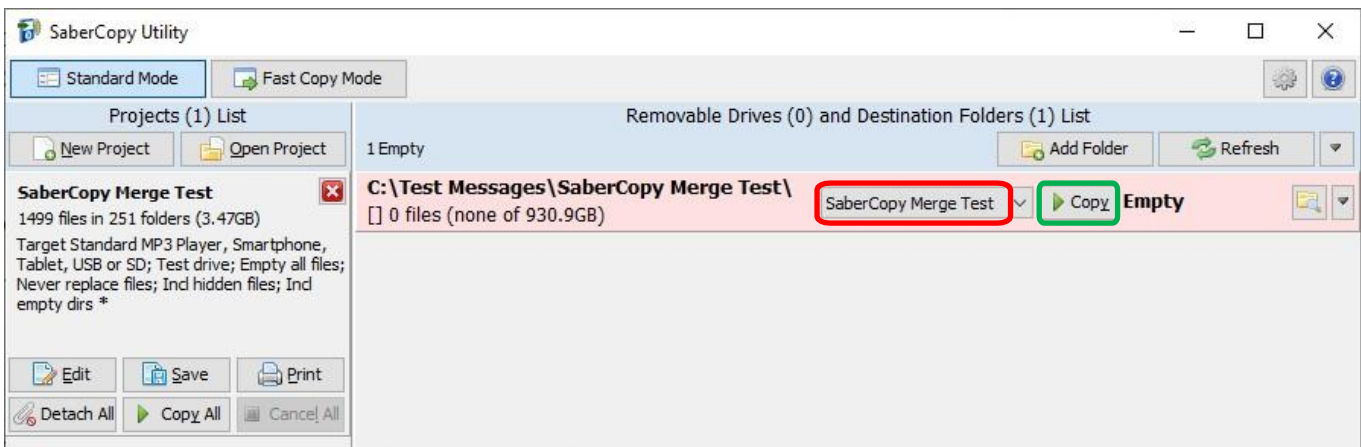 SaberCopy Utility
Standard Mode
Fast Copy Mode
Projects (1) List
Removable Drives (0) and Destination Folders (1) List
New Project
Open Project
1 Empty
Add Folder
Refresh
SaberCopy Merge Test
1499 files in 251 folders (3.47GB)
Target Standard MP3 Player, Smartphone,
Tablet, USB or SD; Test drive; Empty all files;
Never replace files; Incl hidden files; Incl
empty dirs *
C:\Test Messages\SaberCopy Merge Test\
[] 0 files (none of 930.9GB)
SaberCopy Merge Test
Copy
Empty
Edit
Save
Print
Detach All
Copy All
Cancel All